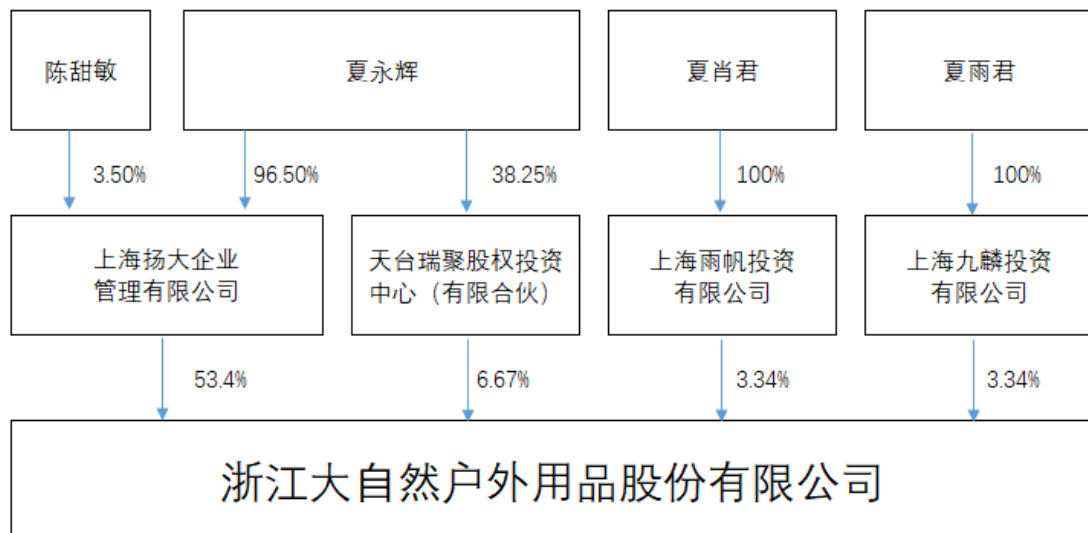 陈甜敏
夏永辉
夏肖君
夏雨君
3.50%
96.50%
38.25%
100%
100%
上海扬大企业
管理有限公司
天台瑞聚股权投资
中心（有限合伙）
上海雨帆投资
有限公司
上海九麟投资
有限公司
53.4%
6.67%
3.34%
3.34%
浙江大自然户外用品股份有限公司